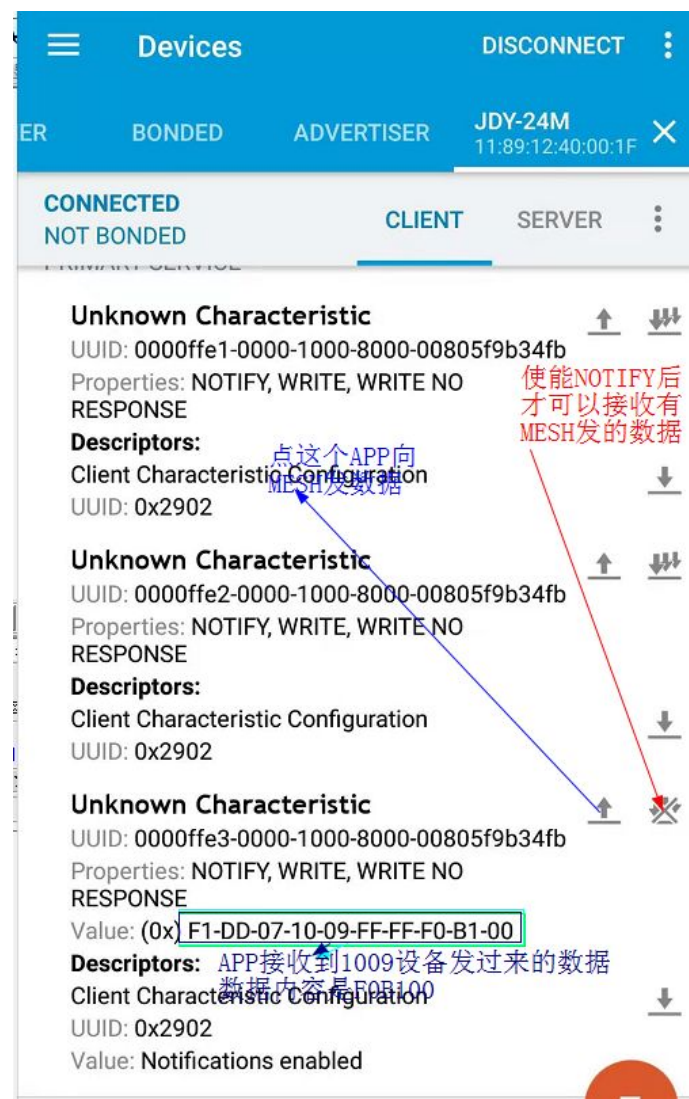 Devices
DISCONNECT
ER
BONDED
ADVERTISER
JDY-24M
11:89:12:40:00:1F
CONNECTED
NOT BONDED
CLIENT
SERVER
PRIMARY SERVICE
Unknown Characteristic
UUID: 0000ffe1-0000-1000-8000-00805f9b34fb
Properties: NOTIFY, WRITE, WRITE NO
RESPONSE
使能NOTIFY后
才可以接收有
MESH发的数据
Descriptors:
点这个APP向
MESH发数据
Client Characteristic Configuration
UUID: 0x2902
Unknown Characteristic
UUID: 0000ffe2-0000-1000-8000-00805f9b34fb
Properties: NOTIFY, WRITE, WRITE NO
RESPONSE
Descriptors:
Client Characteristic Configuration
UUID: 0x2902
Unknown Characteristic
UUID: 0000ffe3-0000-1000-8000-00805f9b34fb
Properties: NOTIFY, WRITE, WRITE NO
RESPONSE
Value: (0x) F1-DD-07-10-09-FF-FF-F0-B1-00
Descriptors:
APP接收到1009设备发过来的数据
数据内容是F0B100
Client Characteristic Configuration
UUID: 0x2902
Value: Notifications enabled